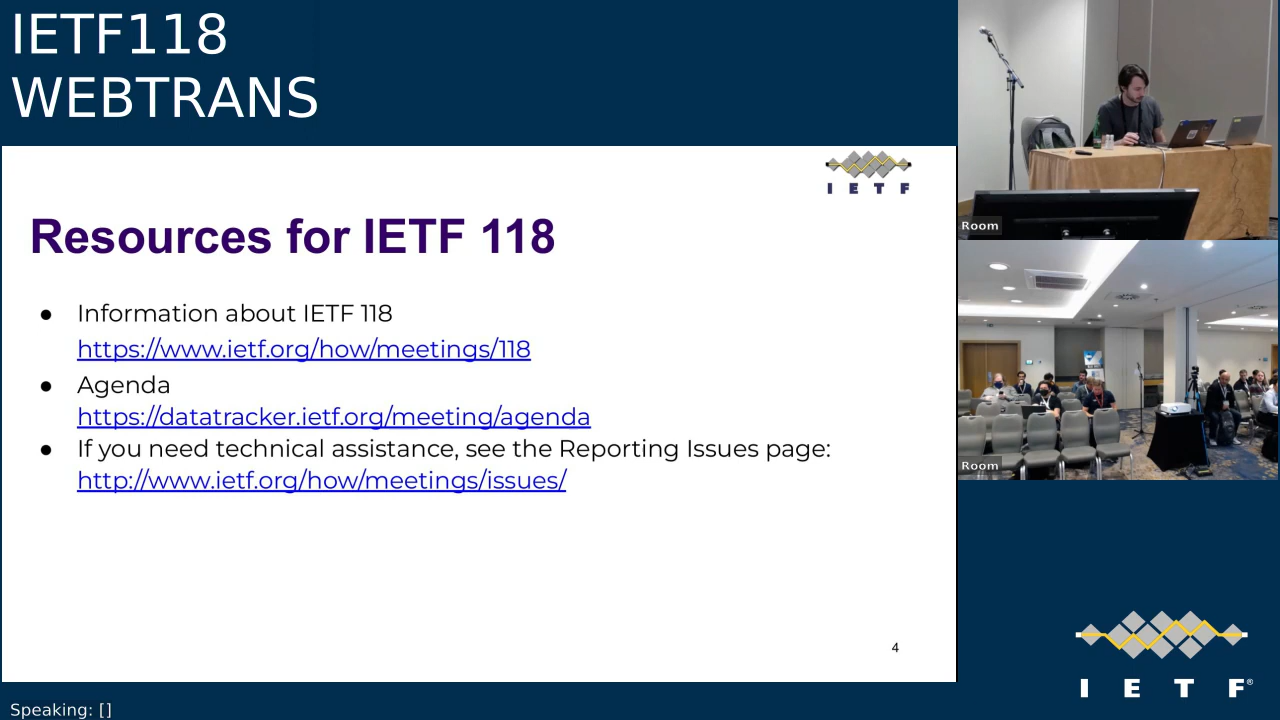 IETF118
WEBTRANS
I E T F
Resources for IETF 118
● Information about IETF 118
https://www.ietf.org/how/meetings/118
● Agenda
https://datatracker.ietf.org/meeting/agenda
● If you need technical assistance, see the Reporting Issues page:
http://www.ietf.org/how/meetings/issues/
4
Room
Room
I E T F®
Speaking: []